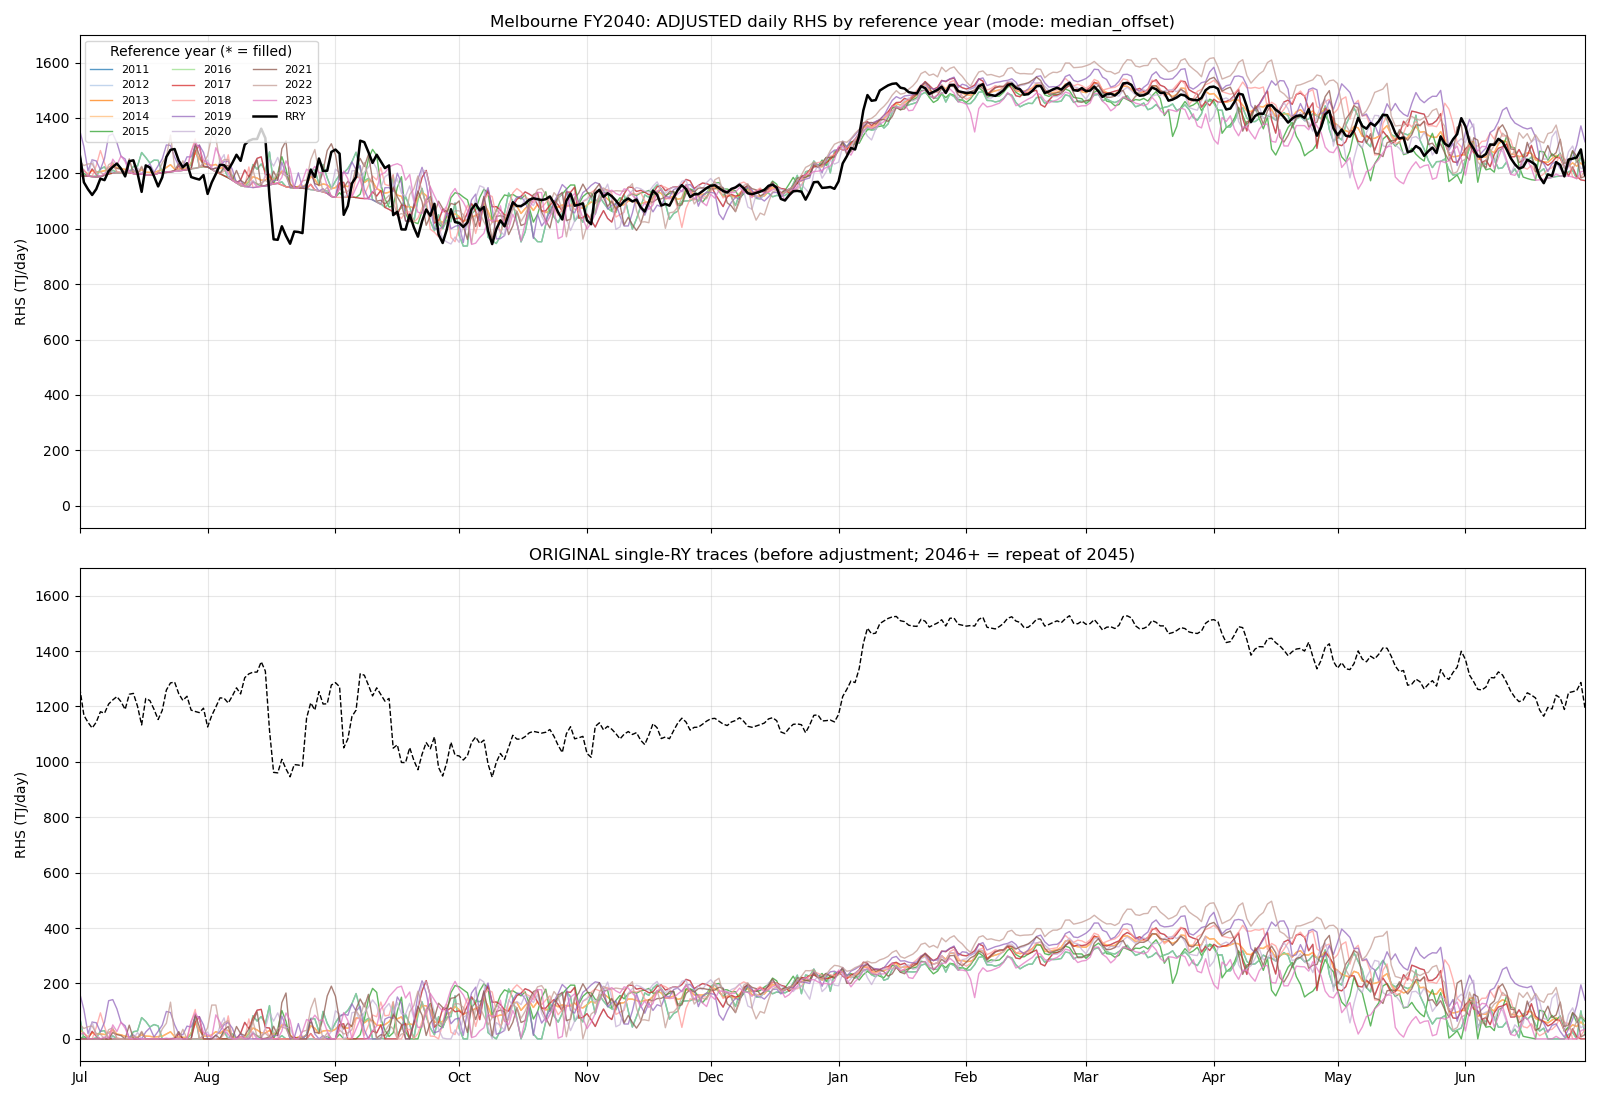 Melbourne FY2040: ADJUSTED daily RHS by reference year (mode: median_offset)
RHS (TJ/day)
1600
1400
1200
1000
800
600
400
200
0
Reference year (* = filled)
2011 2016 2021
2012 2017 2022
2013 2018 2023
2014 2019 RRY
2015 2020
ORIGINAL single-RY traces (before adjustment; 2046+ = repeat of 2045)
RHS (TJ/day)
1600
1400
1200
1000
800
600
400
200
0
Jul Aug Sep Oct Nov Dec Jan Feb Mar Apr May Jun